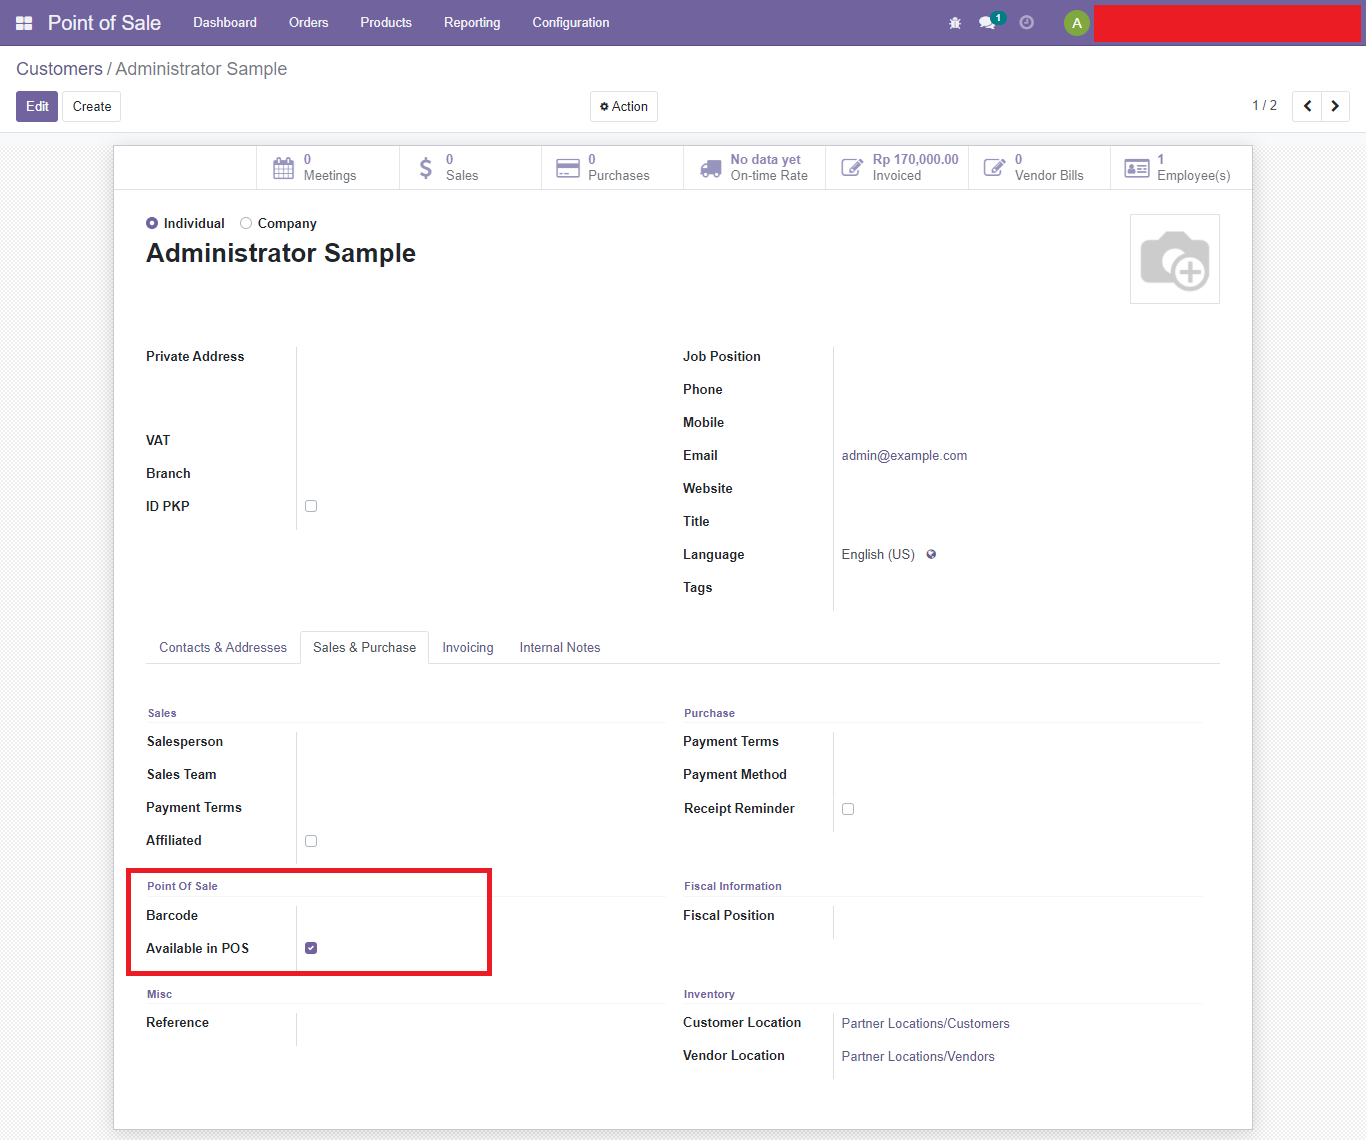 Point of Sale Dashboard Orders Products Reporting Configuration 1 A
Customers / Administrator Sample
Edit Create Action 1 / 2
0 Meetings
0 Sales
0 Purchases
No data yet On-time Rate
Rp 170,000.00 Invoiced
0 Vendor Bills
1 Employee(s)
Individual Company
Administrator Sample
Private Address
VAT
Branch
ID PKP
Job Position
Phone
Mobile
Email admin@example.com
Website
Title
Language English (US)
Tags
Contacts & Addresses Sales & Purchase Invoicing Internal Notes
Sales
Salesperson
Sales Team
Payment Terms
Affiliated
Purchase
Payment Terms
Payment Method
Receipt Reminder
Point Of Sale
Barcode
Available in POS
Fiscal Information
Fiscal Position
Misc
Reference
Inventory
Customer Location Partner Locations/Customers
Vendor Location Partner Locations/Vendors